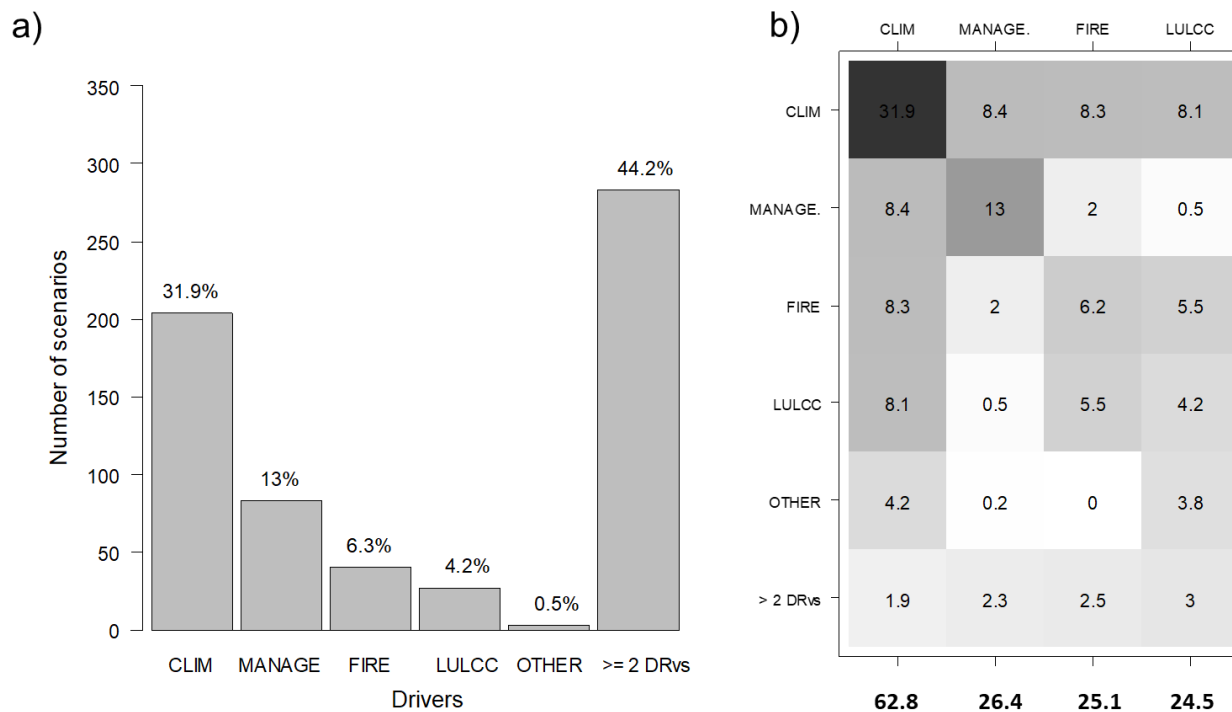 a)
350
300
250
200
150
100
50
0
Number of scenarios
31.9%
13%
6.3%
4.2%
0.5%
44.2%
CLIM MANAGE FIRE LULCC OTHER >= 2 DRvs
Drivers
b)
CLIM MANAGE. FIRE LULCC
CLIM 31.9 8.4 8.3 8.1
MANAGE. 8.4 13 2 0.5
FIRE 8.3 2 6.2 5.5
LULCC 8.1 0.5 5.5 4.2
OTHER 4.2 0.2 0 3.8
> 2 DRvs 1.9 2.3 2.5 3
62.8 26.4 25.1 24.5